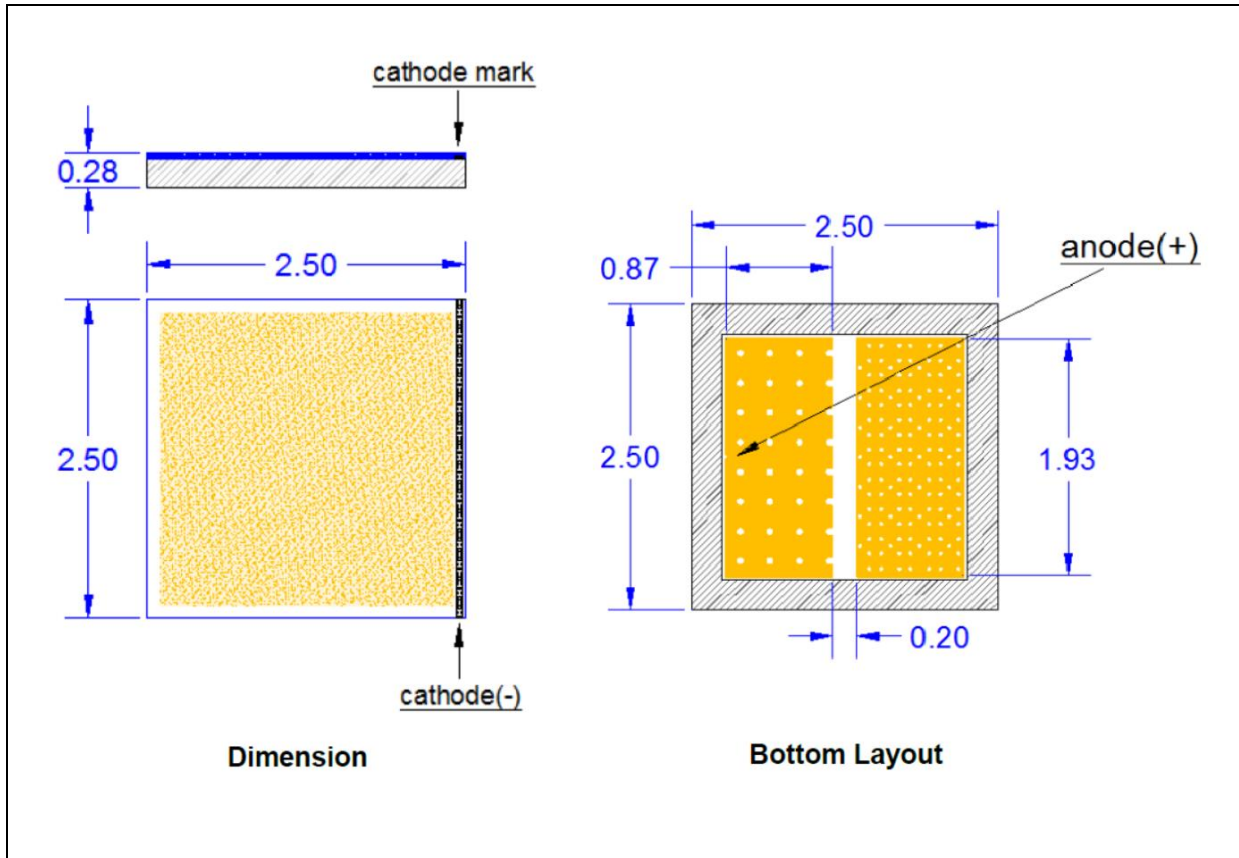 cathode mark
0.28
2.50
2.50
cathode(-)
Dimension
2.50
0.87
anode(+)
2.50
1.93
0.20
Bottom Layout